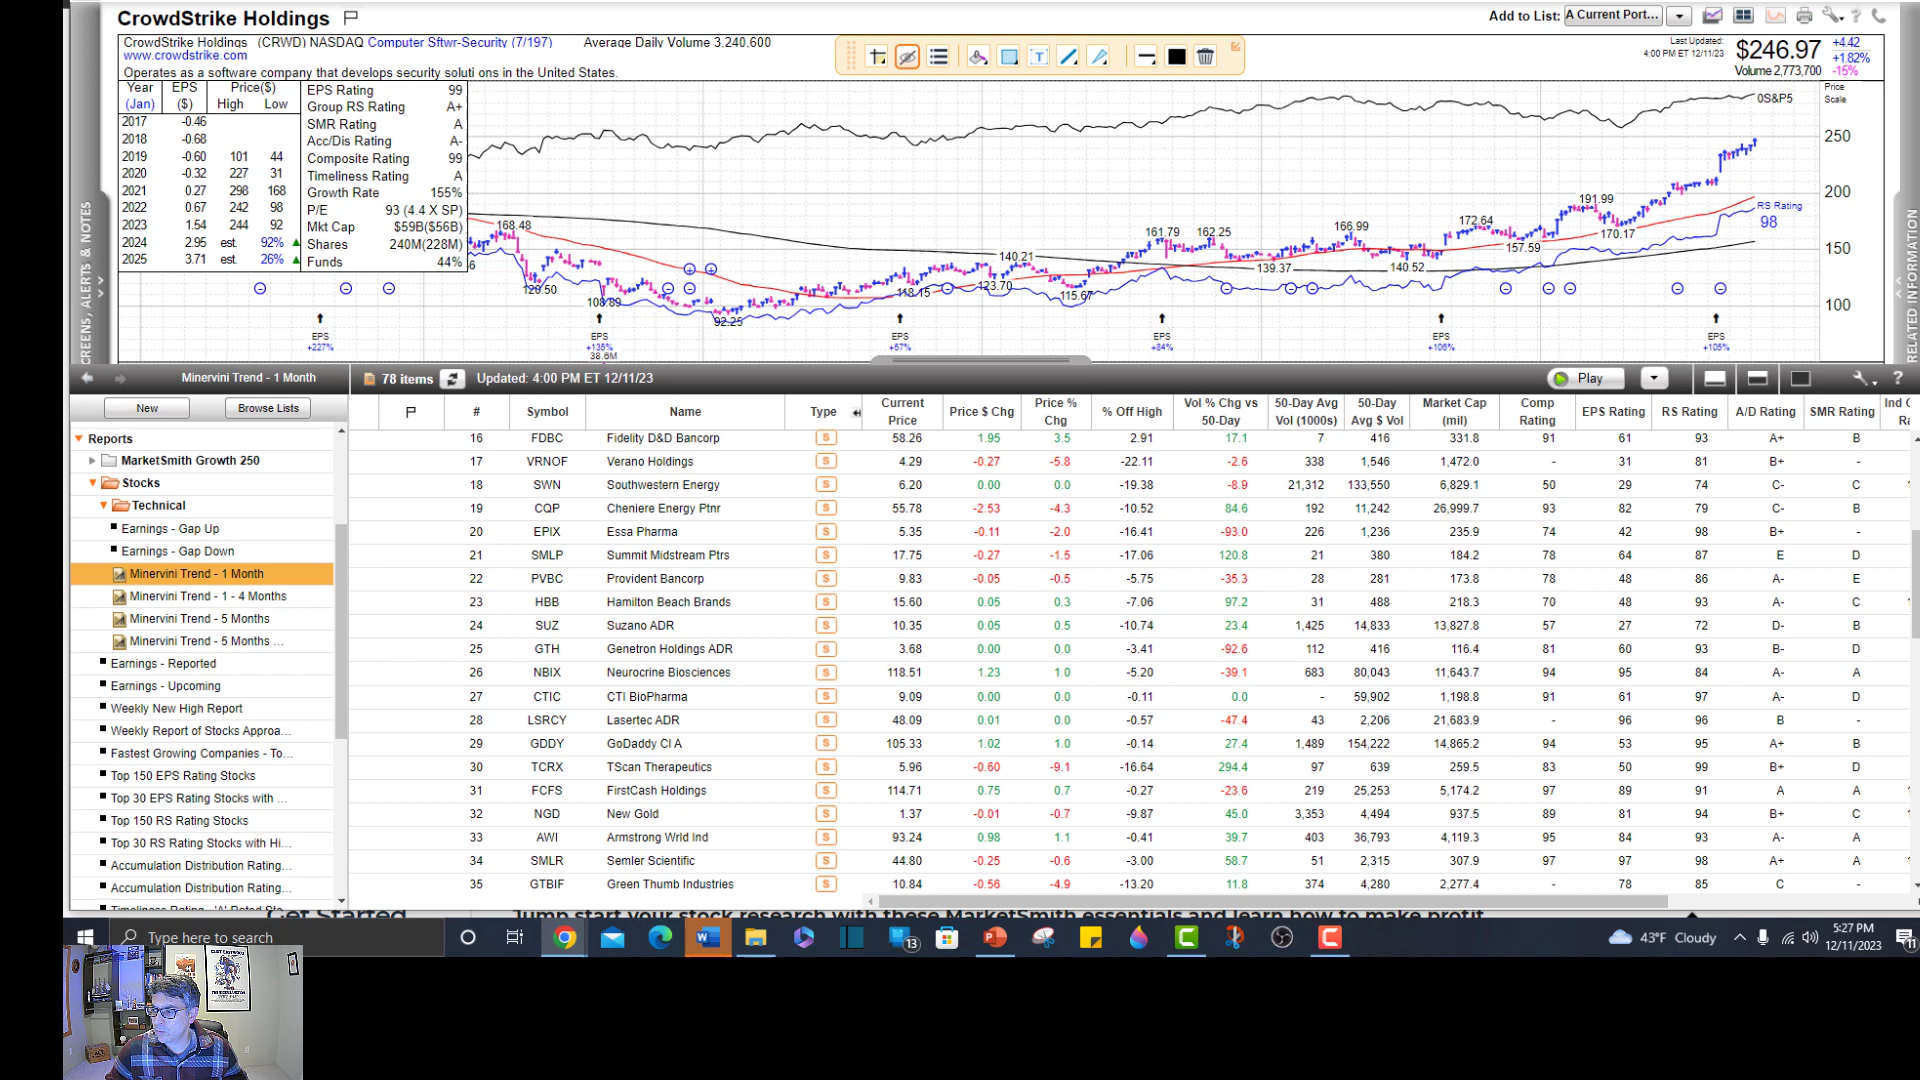 CrowdStrike Holdings
Add to List: A Current Port...
CrowdStrike Holdings (CRWD) NASDAQ Computer Sftwr-Security (7/197) Average Daily Volume 3,240,600
www.crowdstrike.com
Operates as a software company that develops security soluti ons in the United States.
Last Updated:
4:00 PM ET 12/11/23
$246.97
+4.42
+1.82%
Volume 2,773,700 -15%
Year EPS Price($)
(Jan) ($) High Low
2017 -0.46
2018 -0.68
2019 -0.60 101 44
2020 -0.32 227 31
2021 0.27 298 168
2022 0.67 242 98
2023 1.54 244 92
2024 2.95 est. 92%
2025 3.71 est. 26%
EPS Rating 99
Group RS Rating A+
SMR Rating A
Acc/Dis Rating A-
Composite Rating 99
Timeliness Rating A
Growth Rate 155%
P/E 93 (4.4 X SP)
Mkt Cap $59B($56B)
Shares 240M(228M)
Funds 44%
Price
Scale
0S&P5
250
200
150
100
RS Rating
98
168.48
120.50
108.89
92.25
118.15
140.21
123.70
115.67
161.79
162.25
139.37
166.99
140.52
172.64
157.59
191.99
170.17
EPS
+227%
EPS
+135%
38.6M
EPS
+57%
EPS
+84%
EPS
+106%
EPS
+105%
SCREENS, ALERTS & NOTES
RELATED INFORMATION
Minervini Trend - 1 Month
78 items
Updated: 4:00 PM ET 12/11/23
Play
?
New
Browse Lists
Reports
MarketSmith Growth 250
Stocks
Technical
Earnings - Gap Up
Earnings - Gap Down
Minervini Trend - 1 Month
Minervini Trend - 1 - 4 Months
Minervini Trend - 5 Months
Minervini Trend - 5 Months ...
Earnings - Reported
Earnings - Upcoming
Weekly New High Report
Weekly Report of Stocks Approa...
Fastest Growing Companies - To...
Top 150 EPS Rating Stocks
Top 30 EPS Rating Stocks with ...
Top 150 RS Rating Stocks
Top 30 RS Rating Stocks with Hi...
Accumulation Distribution Rating...
Accumulation Distribution Rating...
# Symbol Name Type Current Price Price $ Chg Price % Chg % Off High Vol % Chg vs 50-Day 50-Day Avg Vol (1000s) 50-Day Avg $ Vol Market Cap (mil) Comp Rating EPS Rating RS Rating A/D Rating SMR Rating Ind G Ra
16 FDBC Fidelity D&D Bancorp S 58.26 1.95 3.5 2.91 17.1 7 416 331.8 91 61 93 A+ B
17 VRNOF Verano Holdings S 4.29 -0.27 -5.8 -22.11 -2.6 338 1,546 1,472.0 - 31 81 B+ -
18 SWN Southwestern Energy S 6.20 0.00 0.0 -19.38 -8.9 21,312 133,550 6,829.1 50 29 74 C- C
19 CQP Cheniere Energy Ptnr S 55.78 -2.53 -4.3 -10.52 84.6 192 11,242 26,999.7 93 82 79 C- B
20 EPIX Essa Pharma S 5.35 -0.11 -2.0 -16.41 -93.0 226 1,236 235.9 74 42 98 B+
21 SMLP Summit Midstream Ptrs S 17.75 -0.27 -1.5 -17.06 120.8 21 380 184.2 78 64 87 E D
22 PVBC Provident Bancorp S 9.83 -0.05 -0.5 -5.75 -35.3 28 281 173.8 78 48 86 A- E
23 HBB Hamilton Beach Brands S 15.60 0.05 0.3 -7.06 97.2 31 488 218.3 70 48 93 A- C
24 SUZ Suzano ADR S 10.35 0.05 0.5 -10.74 23.4 1,425 14,833 13,827.8 57 27 72 D- B
25 GTH Genetron Holdings ADR S 3.68 0.00 0.0 -3.41 -92.6 112 416 116.4 81 60 93 B- D
26 NBIX Neurocrine Biosciences S 118.51 1.23 1.0 -5.20 -39.1 683 80,043 11,643.7 94 95 84 A- A
27 CTIC CTI BioPharma S 9.09 0.00 0.0 -0.11 0.0 - 59,902 1,198.8 91 61 97 A- D
28 LSRCY Lasertec ADR S 48.09 0.01 0.0 -0.57 -47.4 43 2,206 21,683.9 - 96 96 B -
29 GDDY GoDaddy Cl A S 105.33 1.02 1.0 -0.14 27.4 1,489 154,222 14,865.2 94 53 95 A+ B
30 TCRX TScan Therapeutics S 5.96 -0.60 -9.1 -16.64 294.4 97 639 259.5 83 50 99 B+ D
31 FCFS FirstCash Holdings S 114.71 0.75 0.7 -0.27 -23.6 219 25,253 5,174.2 97 89 91 A A
32 NGD New Gold S 1.37 -0.01 -0.7 -9.87 45.0 3,353 4,494 937.5 89 81 94 B+ C
33 AWI Armstrong Wrld Ind S 93.24 0.98 1.1 -0.41 39.7 403 36,793 4,119.3 95 84 93 A- A
34 SMLR Semler Scientific S 44.80 -0.25 -0.6 -3.00 58.7 51 2,315 307.9 97 97 98 A+ A
35 GTBIF Green Thumb Industries S 10.84 -0.56 -4.9 -13.20 11.8 374 4,280 2,277.4 - 78 85 C -
Get Started
Jump start your stock research with these MarketSmith essentials and learn how to make profit
Type here to search
13
43°F Cloudy
5:27 PM
12/11/2023
11